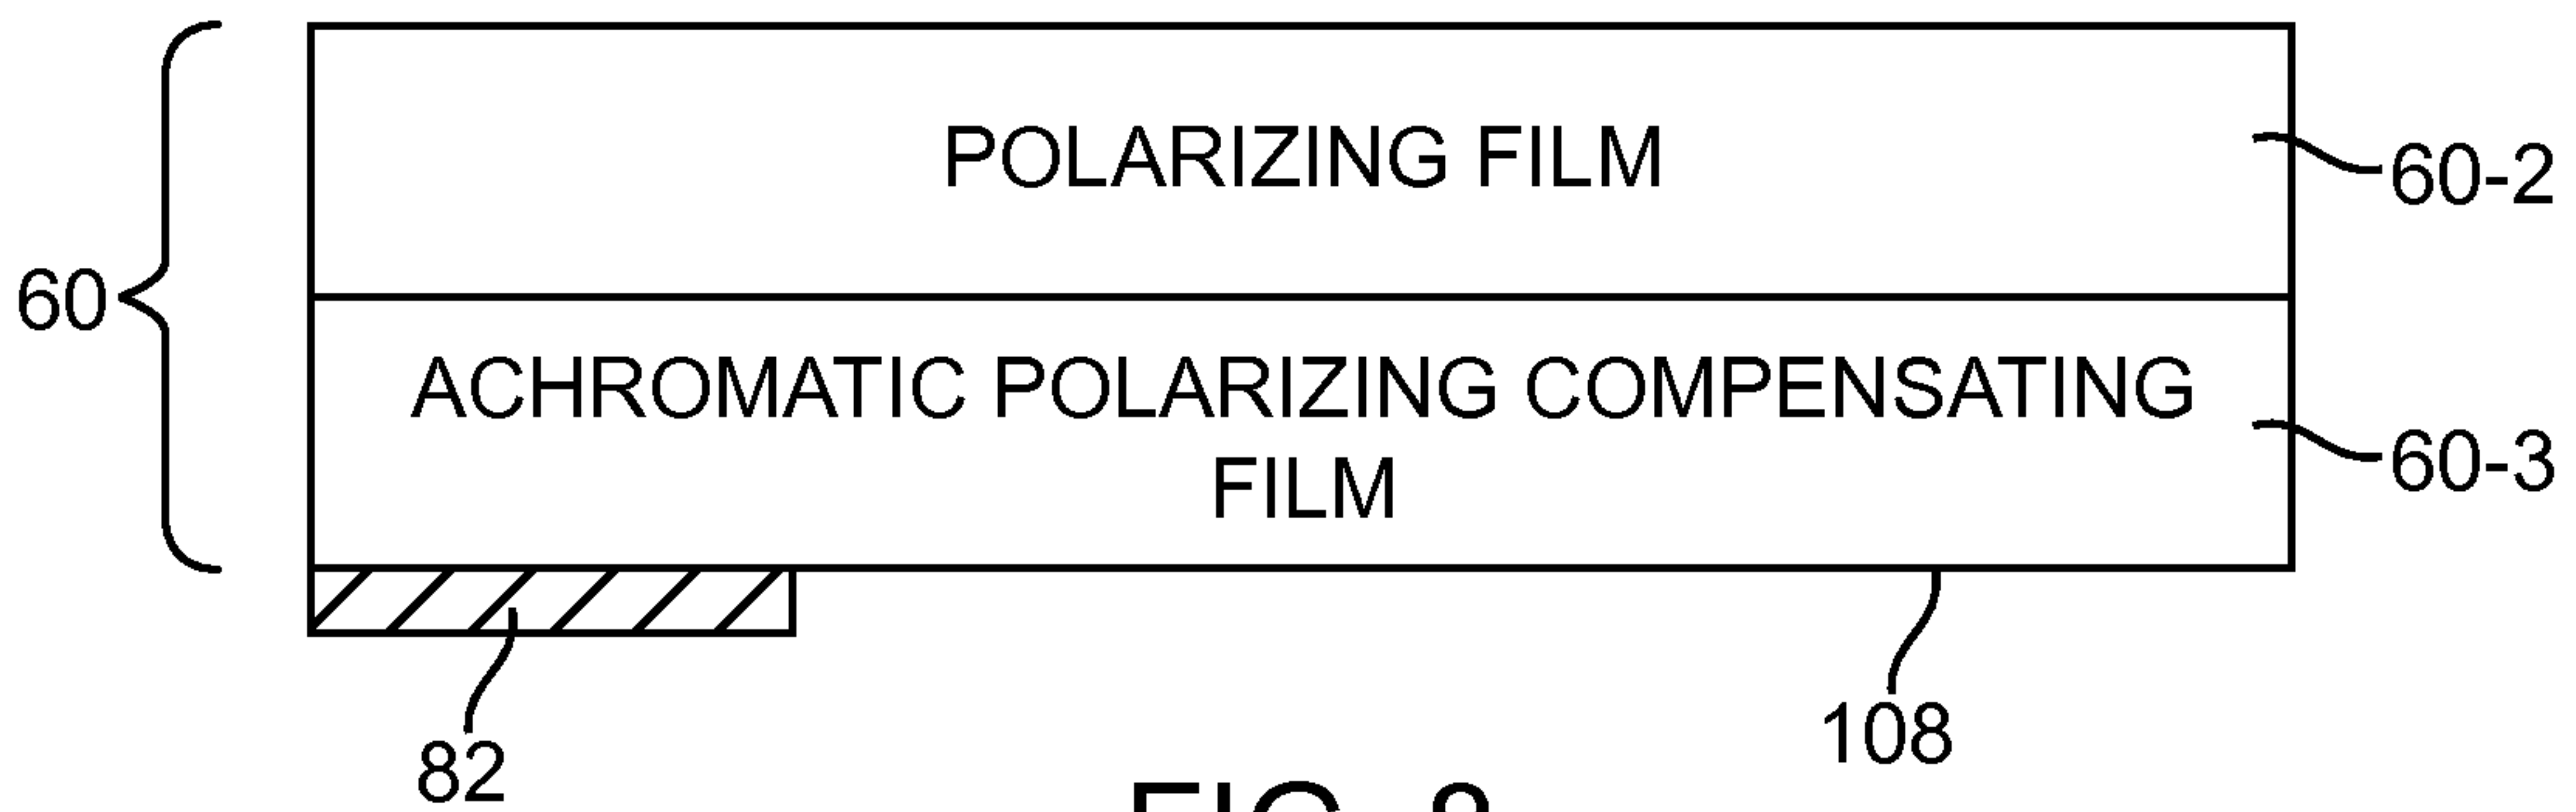 POLARIZING FILM
60-2
60
ACHROMATIC POLARIZING COMPENSATING
FILM
60-3
82
108